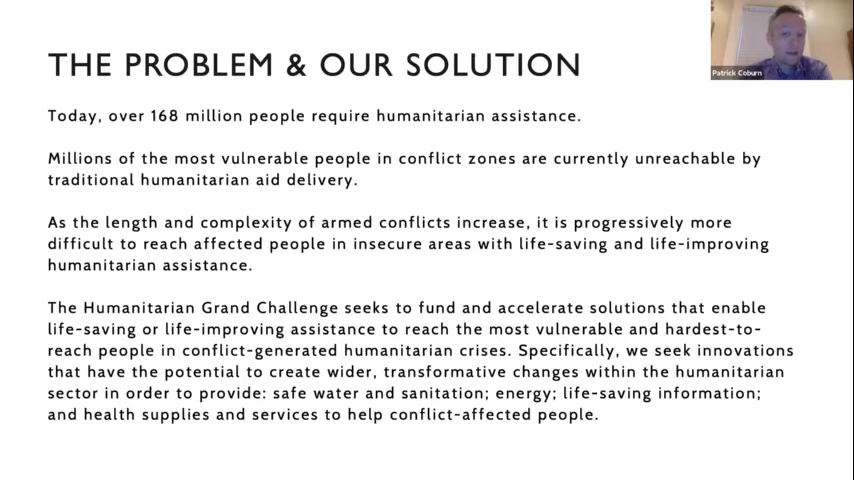 THE PROBLEM & OUR SOLUTION
Patrick Coburn
Today, over 168 million people require humanitarian assistance.
Millions of the most vulnerable people in conflict zones are currently unreachable by
traditional humanitarian aid delivery.
As the length and complexity of armed conflicts increase, it is progressively more
difficult to reach affected people in insecure areas with life-saving and life-improving
humanitarian assistance.
The Humanitarian Grand Challenge seeks to fund and accelerate solutions that enable
life-saving or life-improving assistance to reach the most vulnerable and hardest-to-
reach people in conflict-generated humanitarian crises. Specifically, we seek innovations
that have the potential to create wider, transformative changes within the humanitarian
sector in order to provide: safe water and sanitation; energy; life-saving information;
and health supplies and services to help conflict-affected people.